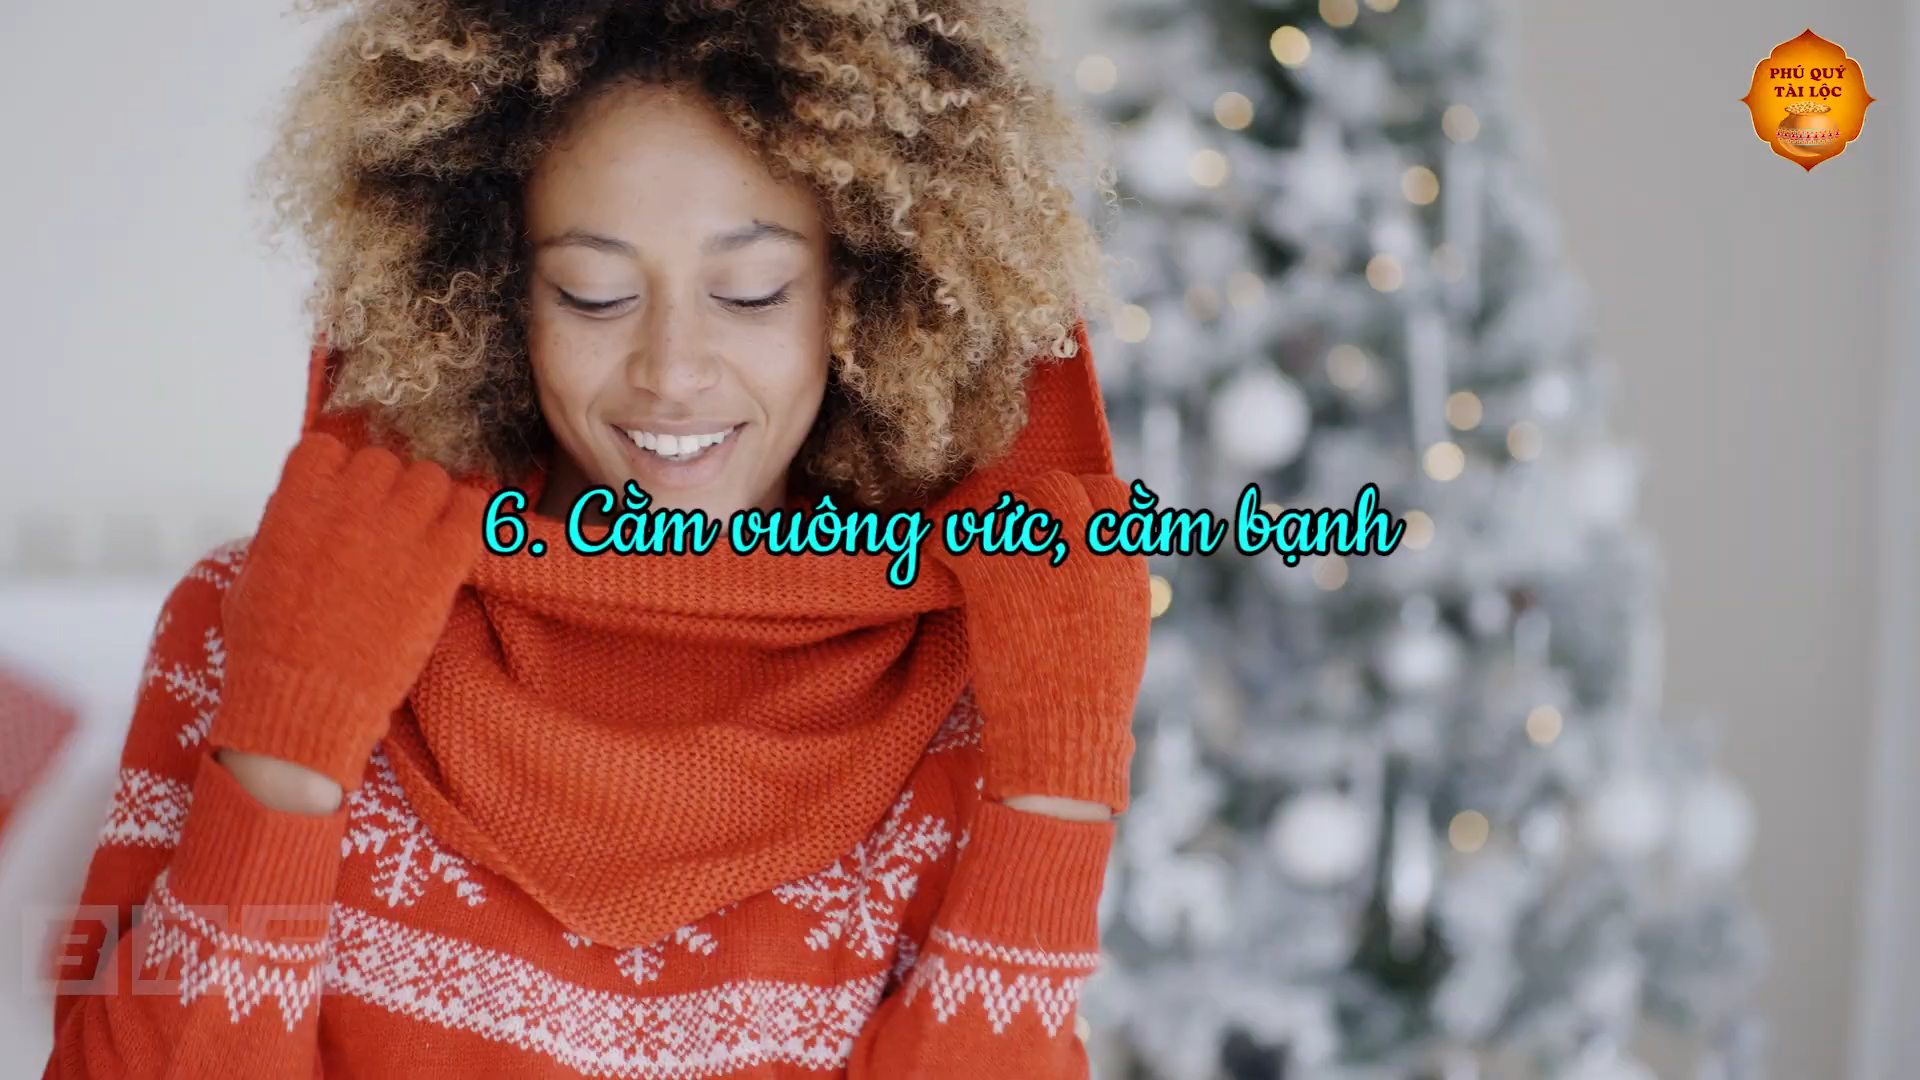 PHÚ QUÝ
TÀI LỘC
6. Cằm vuông vức, cằm bạnh